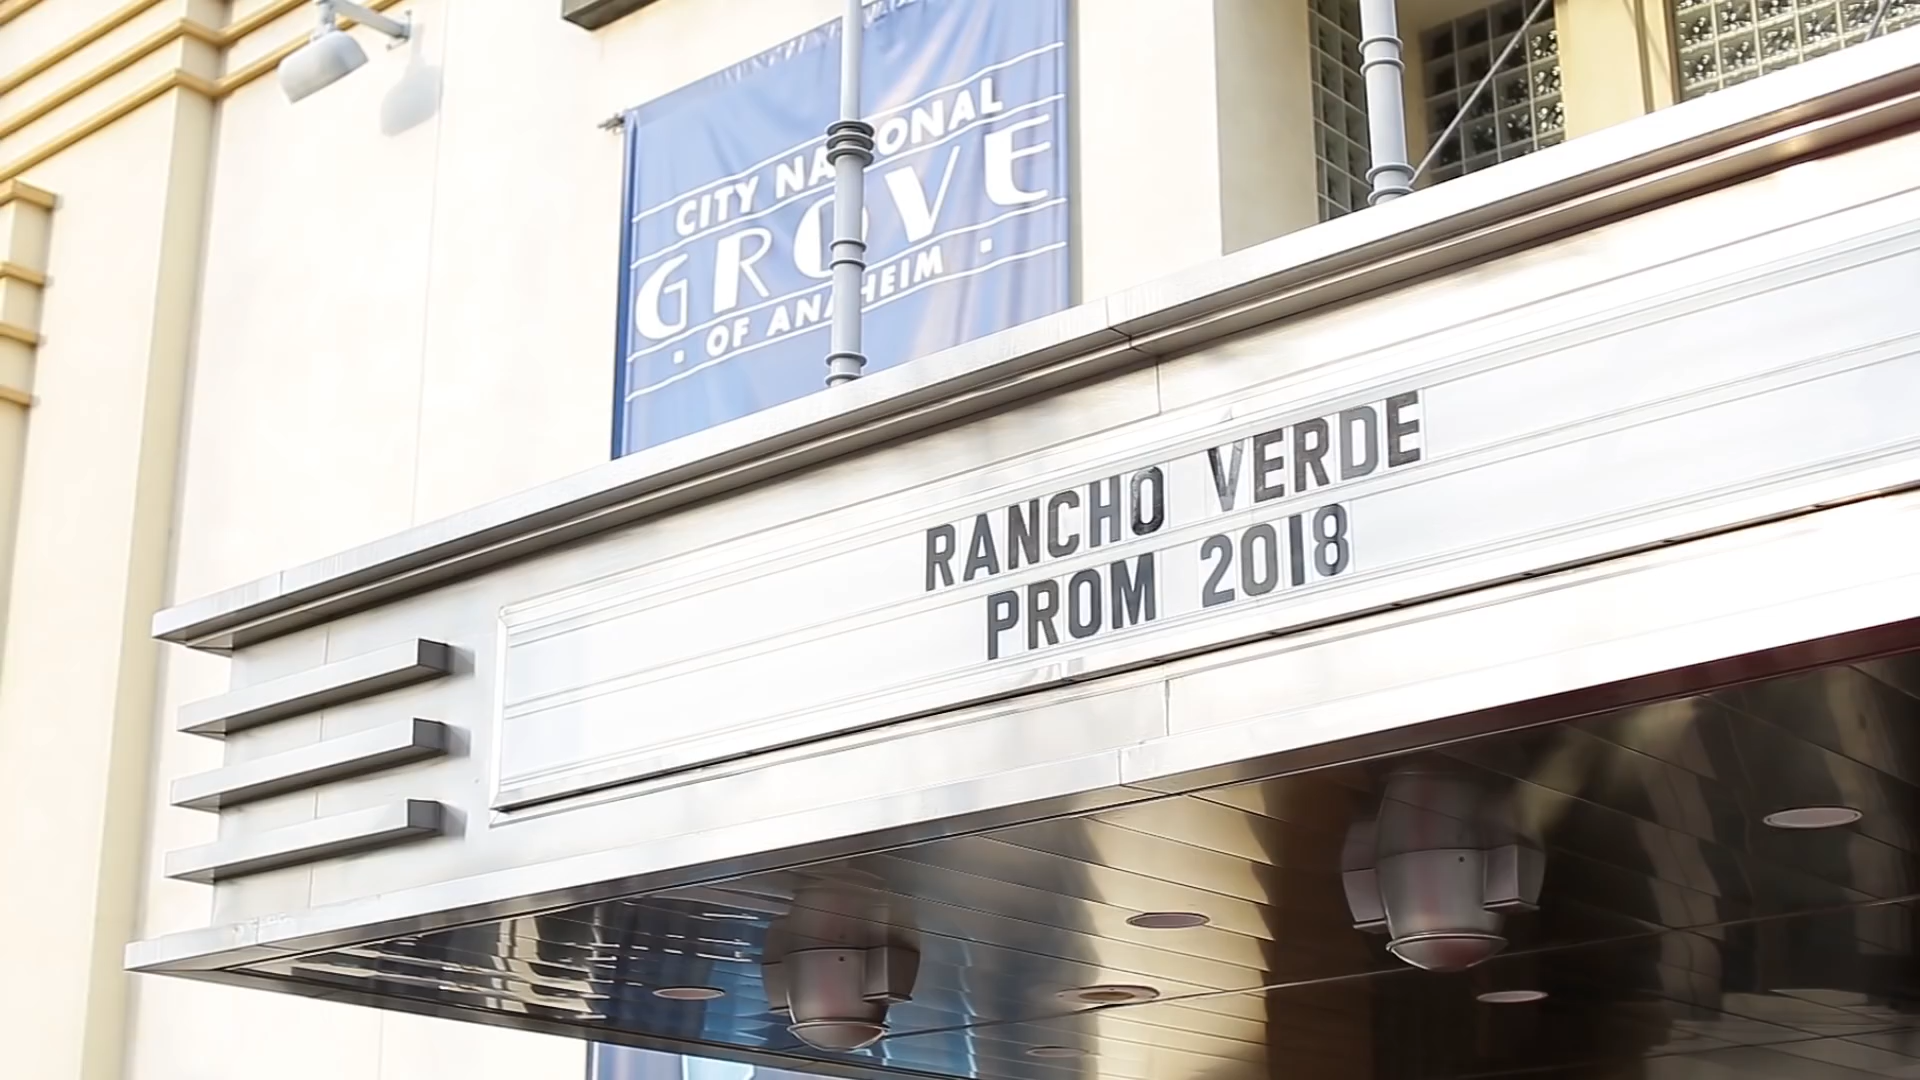 CITY NATIONAL
GROVE
· OF ANAHEIM ·
RANCHO VERDE
PROM 2018